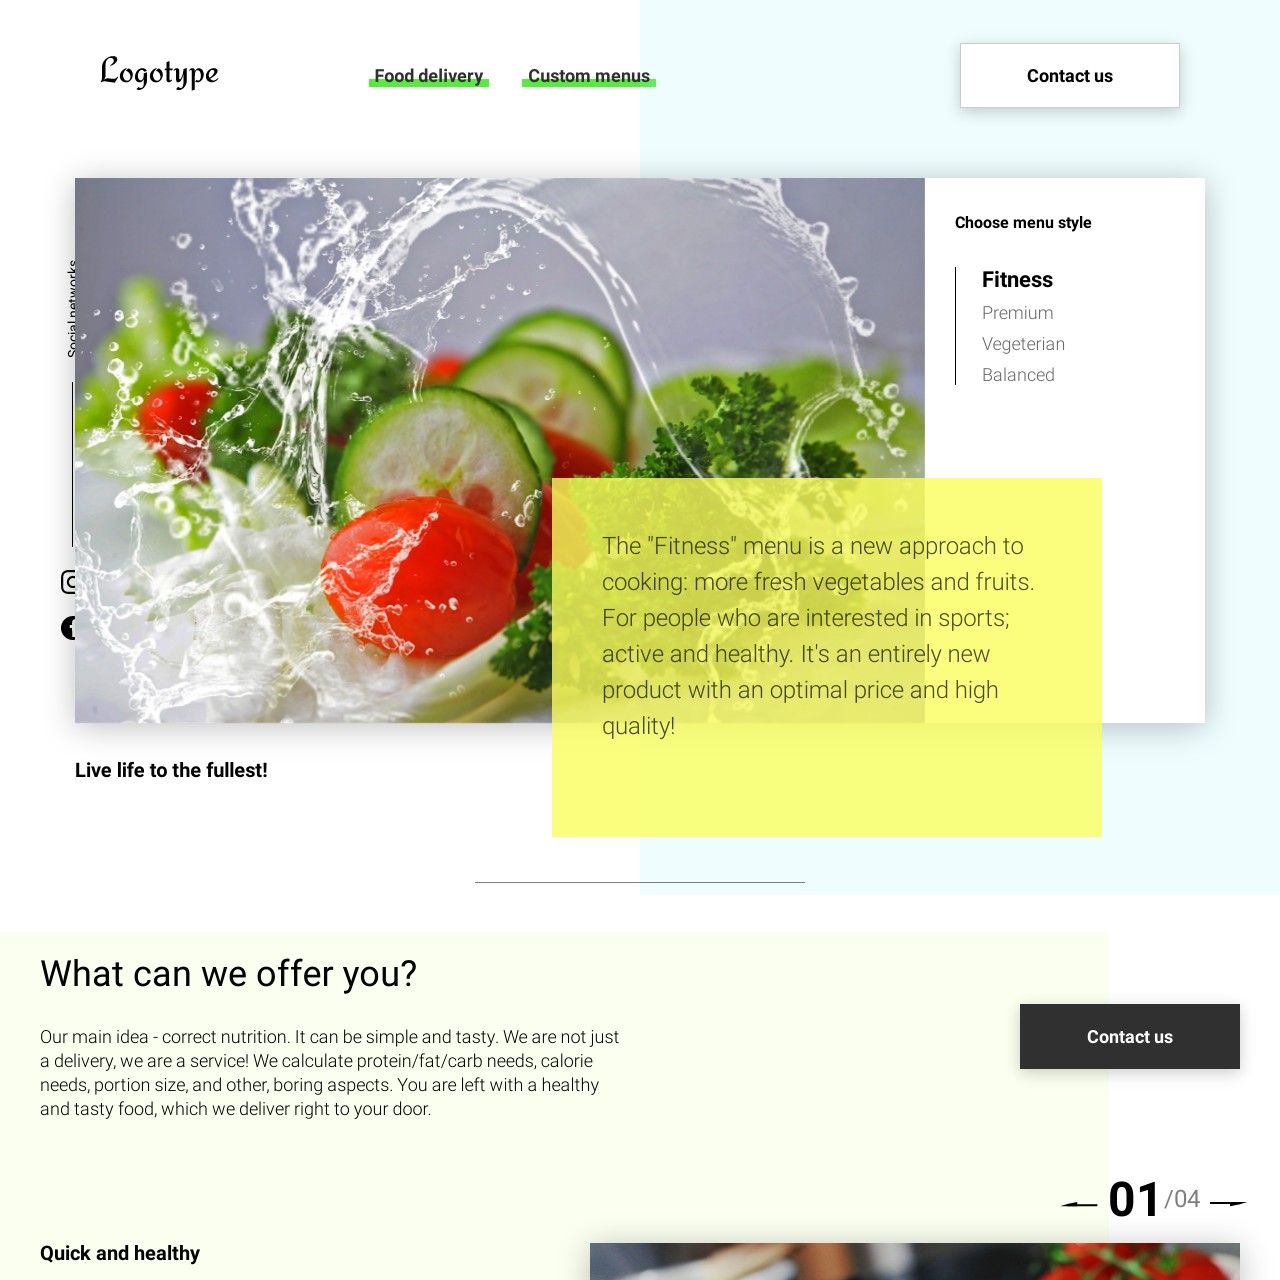 Logotype
Food delivery
Custom menus
Contact us
Choose menu style
Fitness
Premium
Vegeterian
Balanced
Social networks
The "Fitness" menu is a new approach to
cooking: more fresh vegetables and fruits.
For people who are interested in sports;
active and healthy. It's an entirely new
product with an optimal price and high
quality!
Live life to the fullest!
What can we offer you?
Our main idea - correct nutrition. It can be simple and tasty. We are not just
a delivery, we are a service! We calculate protein/fat/carb needs, calorie
needs, portion size, and other, boring aspects. You are left with a healthy
and tasty food, which we deliver right to your door.
Contact us
01/04
Quick and healthy